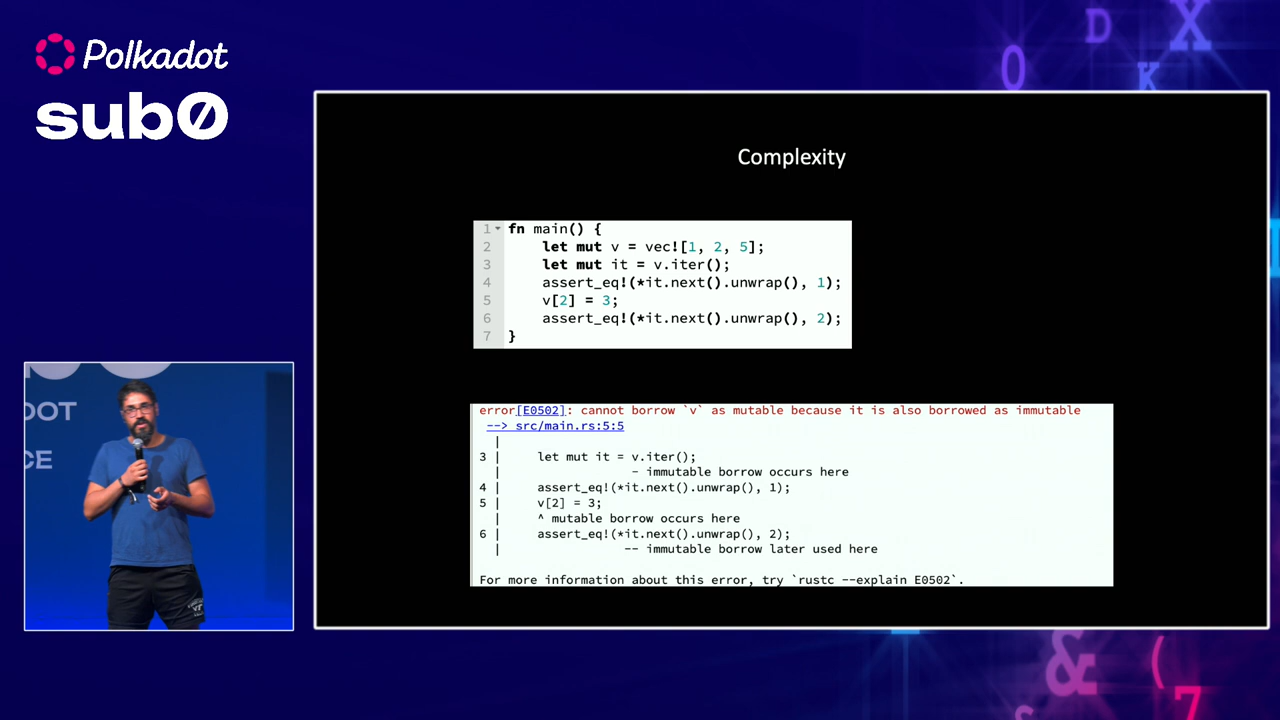 Polkadot
sub0
Complexity
1 fn main() {
2 let mut v = vec![1, 2, 5];
3 let mut it = v.iter();
4 assert_eq!(*it.next().unwrap(), 1);
5 v[2] = 3;
6 assert_eq!(*it.next().unwrap(), 2);
7 }
error[E0502]: cannot borrow `v` as mutable because it is also borrowed as immutable
--> src/main.rs:5:5
|
3 | let mut it = v.iter();
| - immutable borrow occurs here
4 | assert_eq!(*it.next().unwrap(), 1);
5 | v[2] = 3;
| ^ mutable borrow occurs here
6 | assert_eq!(*it.next().unwrap(), 2);
| -- immutable borrow later used here
For more information about this error, try `rustc --explain E0502`.
DOT
CE
O
D
X
K
&
(
7